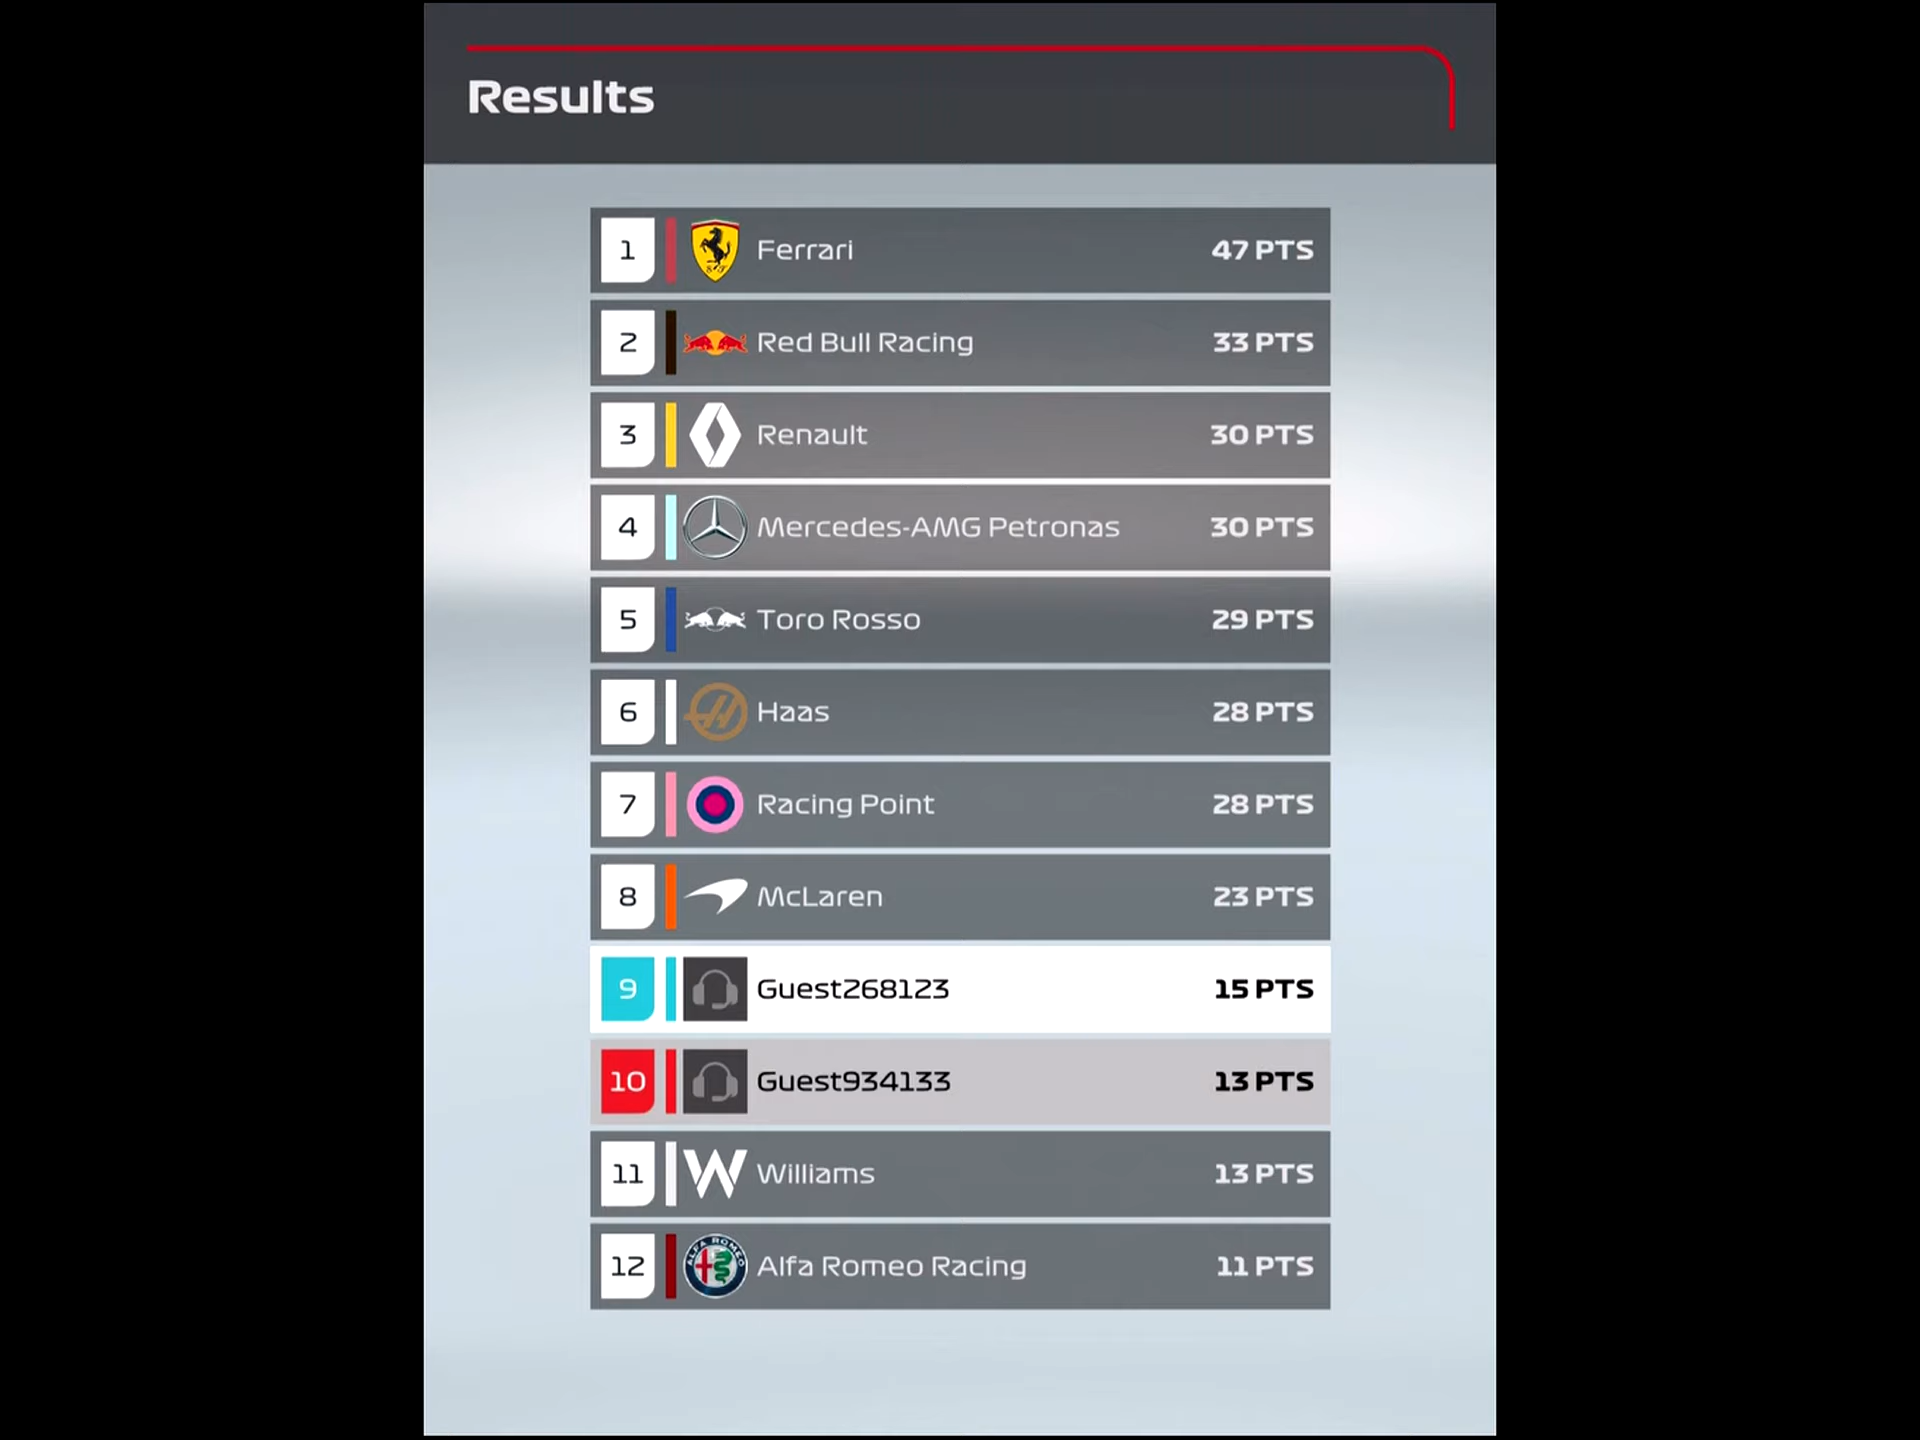 Results
1 Ferrari 47 PTS
2 Red Bull Racing 33 PTS
3 Renault 30 PTS
4 Mercedes-AMG Petronas 30 PTS
5 Toro Rosso 29 PTS
6 Haas 28 PTS
7 Racing Point 28 PTS
8 McLaren 23 PTS
9 Guest268123 15 PTS
10 Guest934133 13 PTS
11 Williams 13 PTS
12 ALFA ROMEO Alfa Romeo Racing 11 PTS